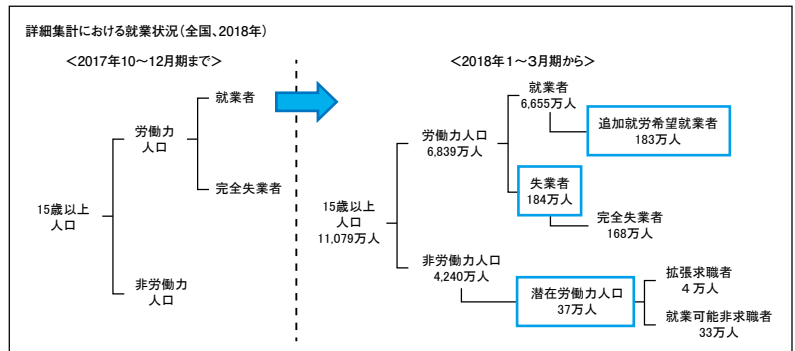 詳細集計における就業状況（全国、2018年）
＜2017年10～12月期まで＞
15歳以上
人口
労働力
人口
就業者
完全失業者
非労働力
人口
＜2018年1～3月期から＞
15歳以上
人口
11,079万人
労働力人口
6,839万人
就業者
6,655万人
追加就労希望就業者
183万人
失業者
184万人
完全失業者
168万人
非労働力人口
4,240万人
潜在労働力人口
37万人
拡張求職者
４万人
就業可能非求職者
33万人